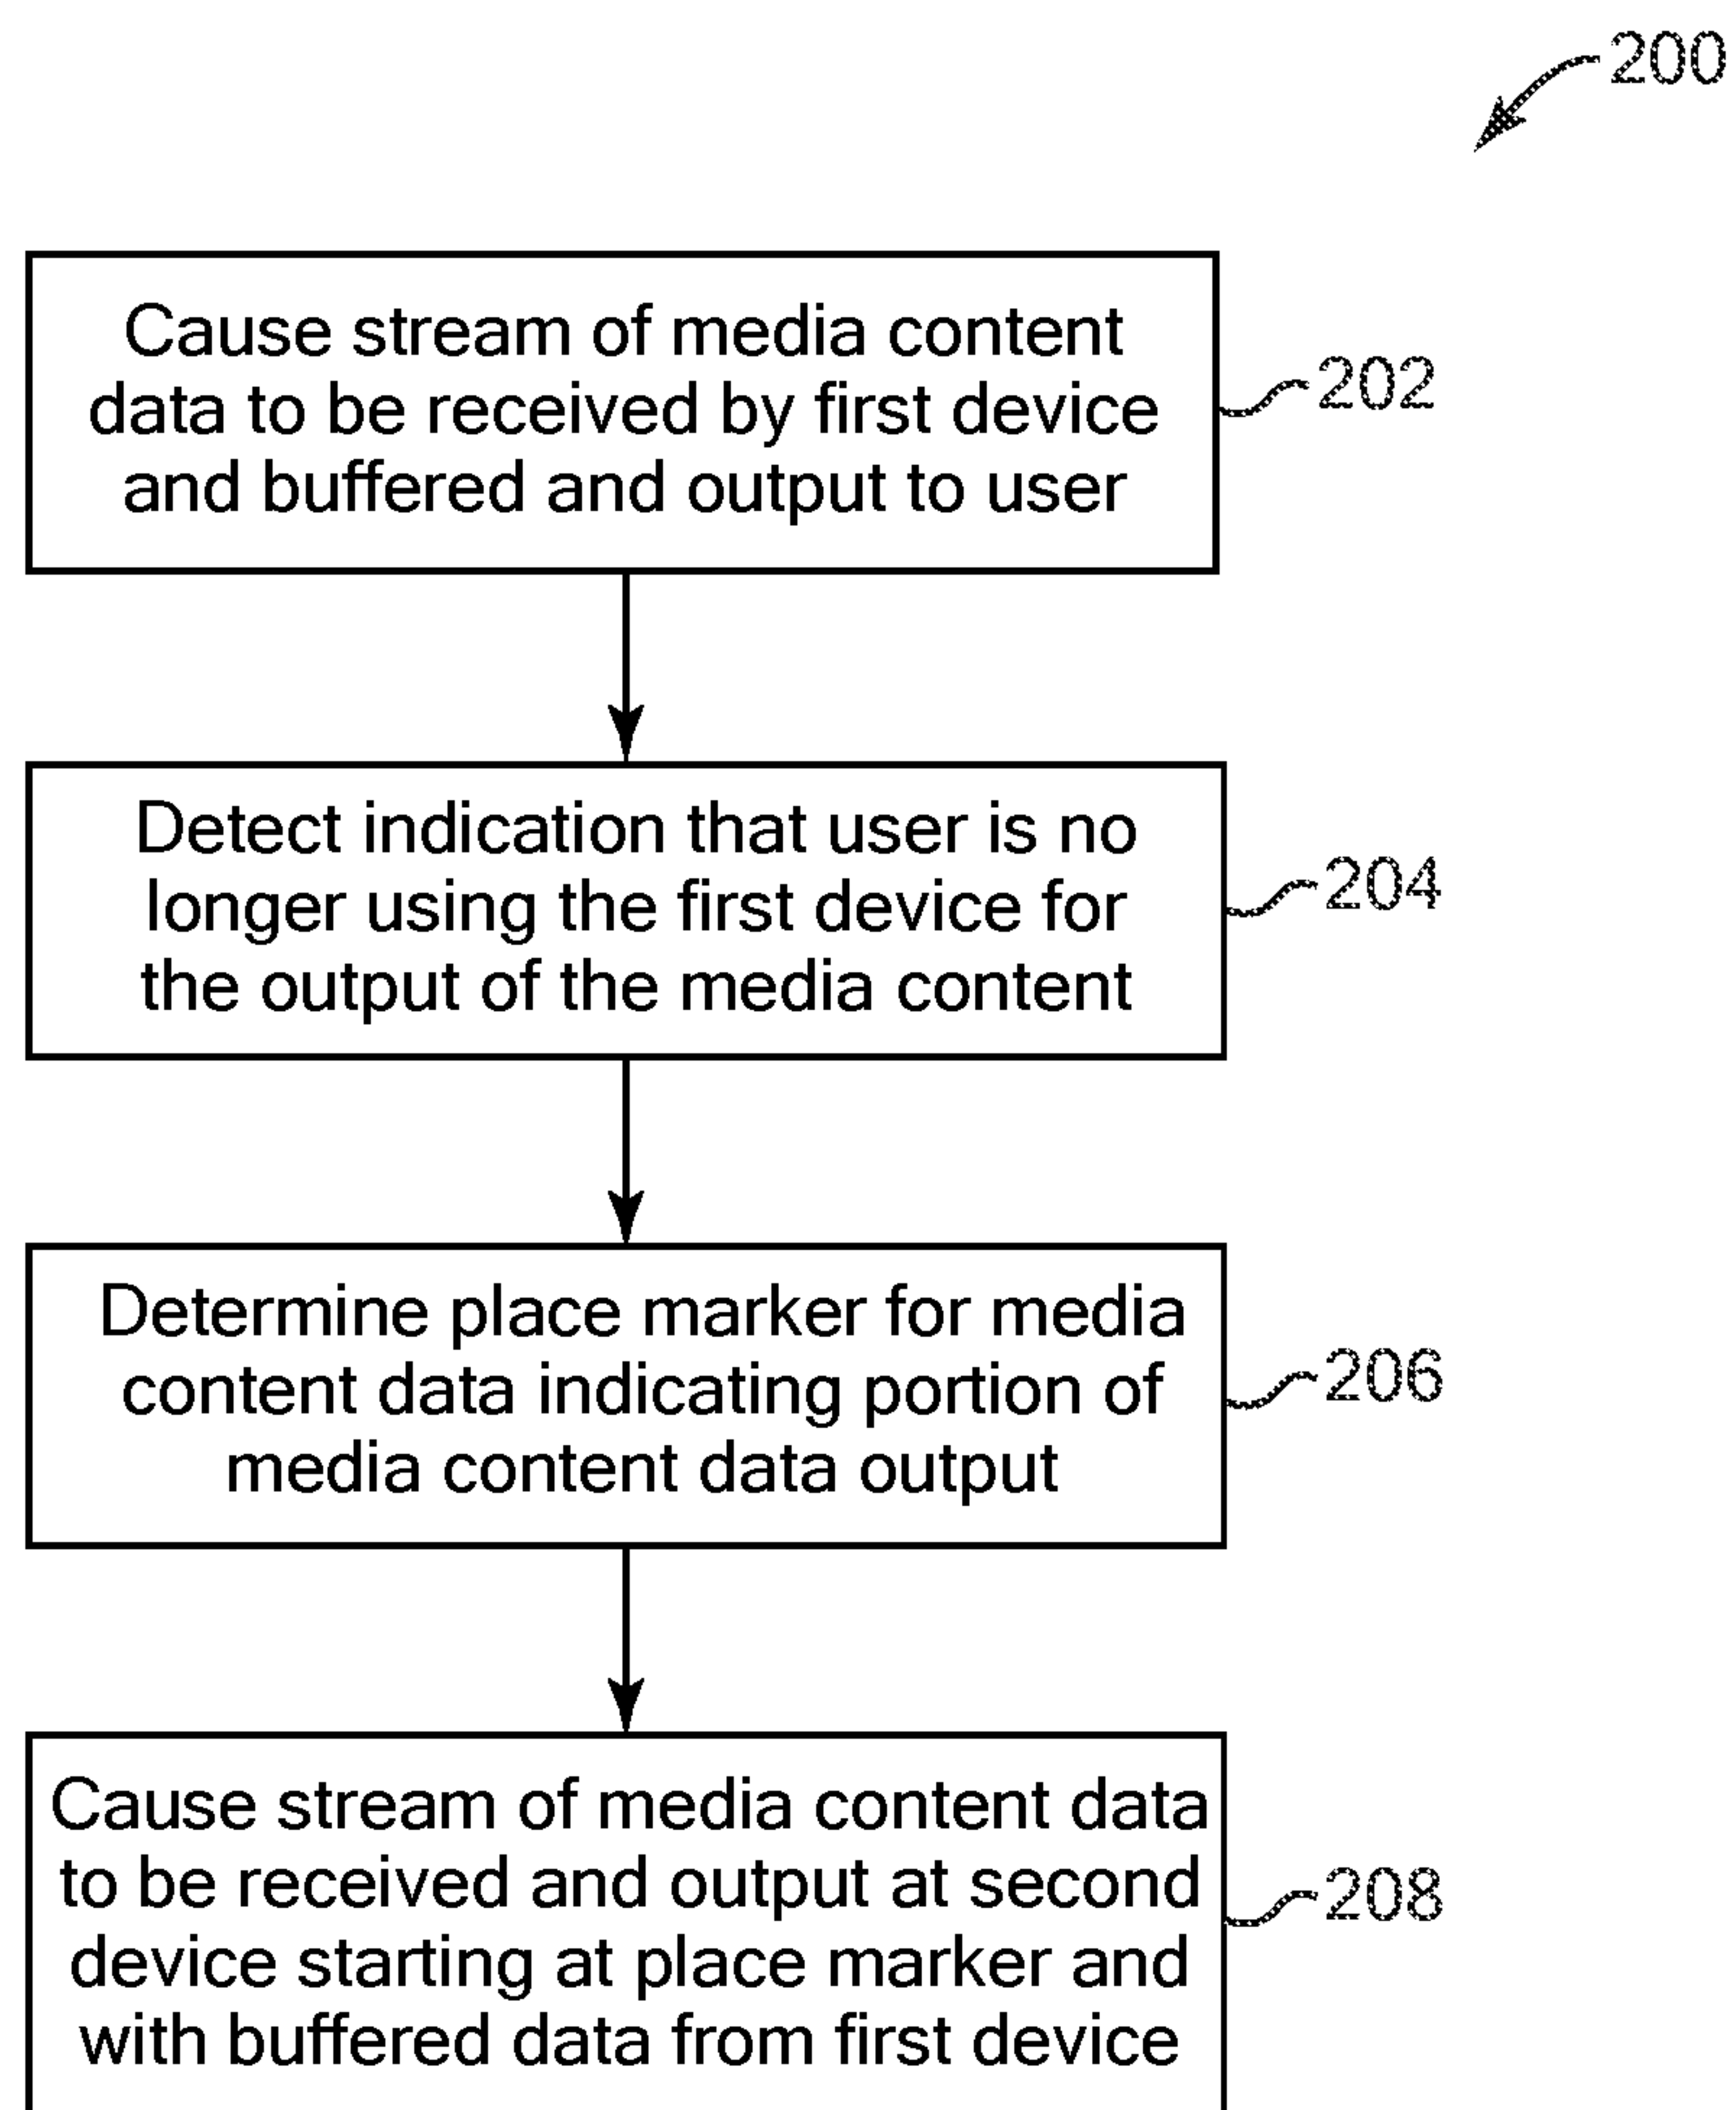 200
Cause stream of media content
data to be received by first device
and buffered and output to user
202
Detect indication that user is no
longer using the first device for
the output of the media content
204
Determine place marker for media
content data indicating portion of
media content data output
206
Cause stream of media content data
to be received and output at second
device starting at place marker and
with buffered data from first device
208